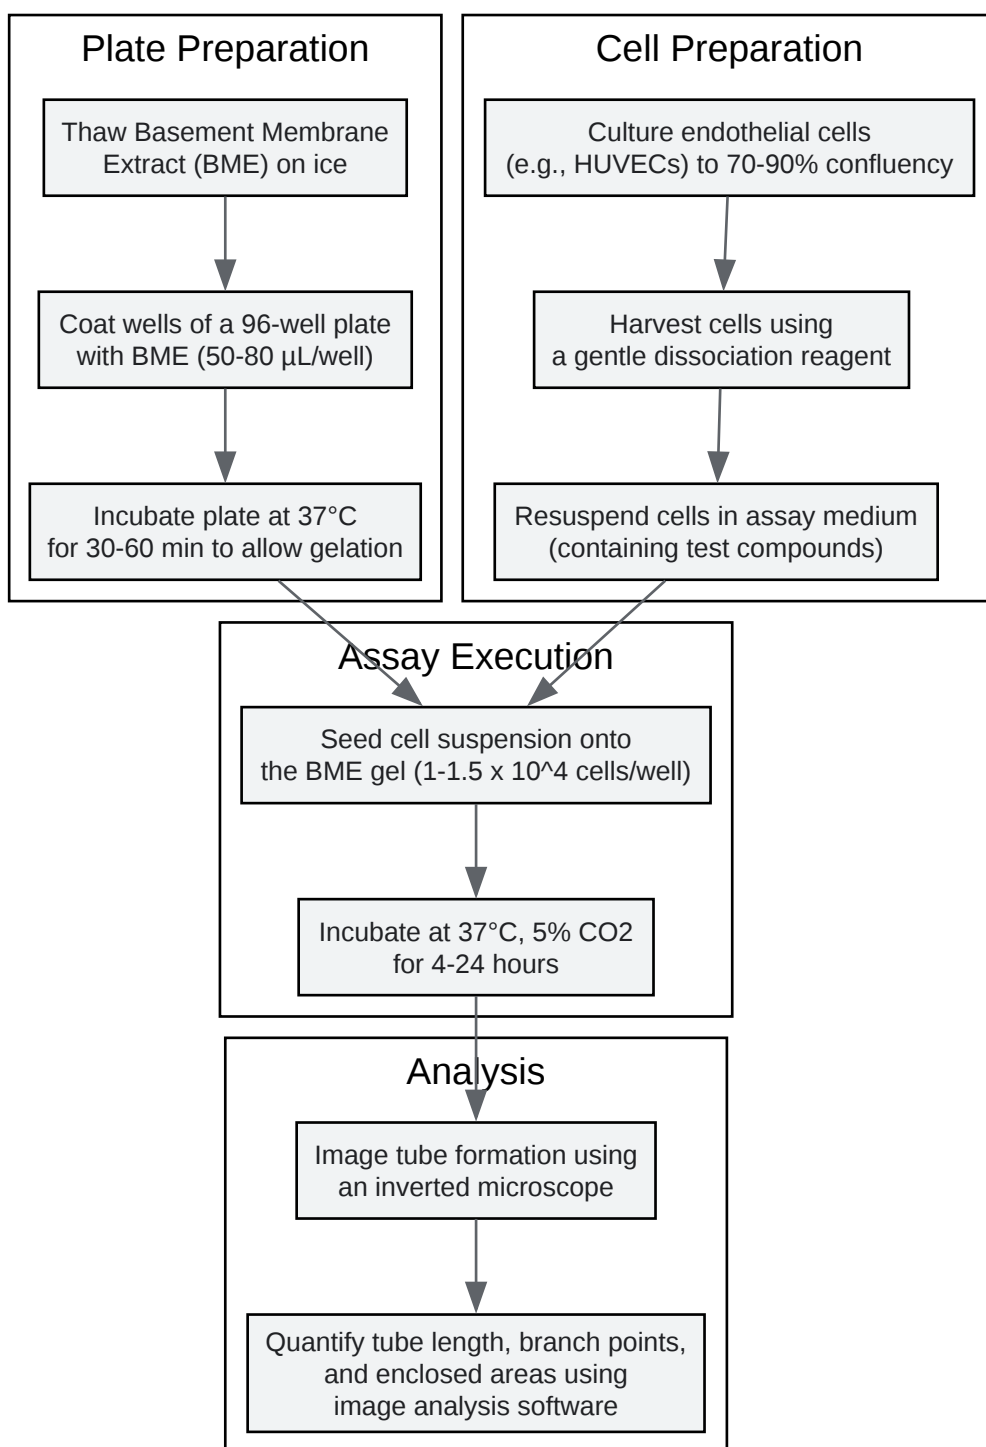 Plate Preparation
Thaw Basement Membrane
Extract (BME) on ice
Coat wells of a 96-well plate
with BME (50-80 µL/well)
Incubate plate at 37°C
for 30-60 min to allow gelation
Cell Preparation
Culture endothelial cells
(e.g., HUVECs) to 70-90% confluency
Harvest cells using
a gentle dissociation reagent
Resuspend cells in assay medium
(containing test compounds)
Assay Execution
Seed cell suspension onto
the BME gel (1-1.5 x 10^4 cells/well)
Incubate at 37°C, 5% CO2
for 4-24 hours
Analysis
Image tube formation using
an inverted microscope
Quantify tube length, branch points,
and enclosed areas using
image analysis software